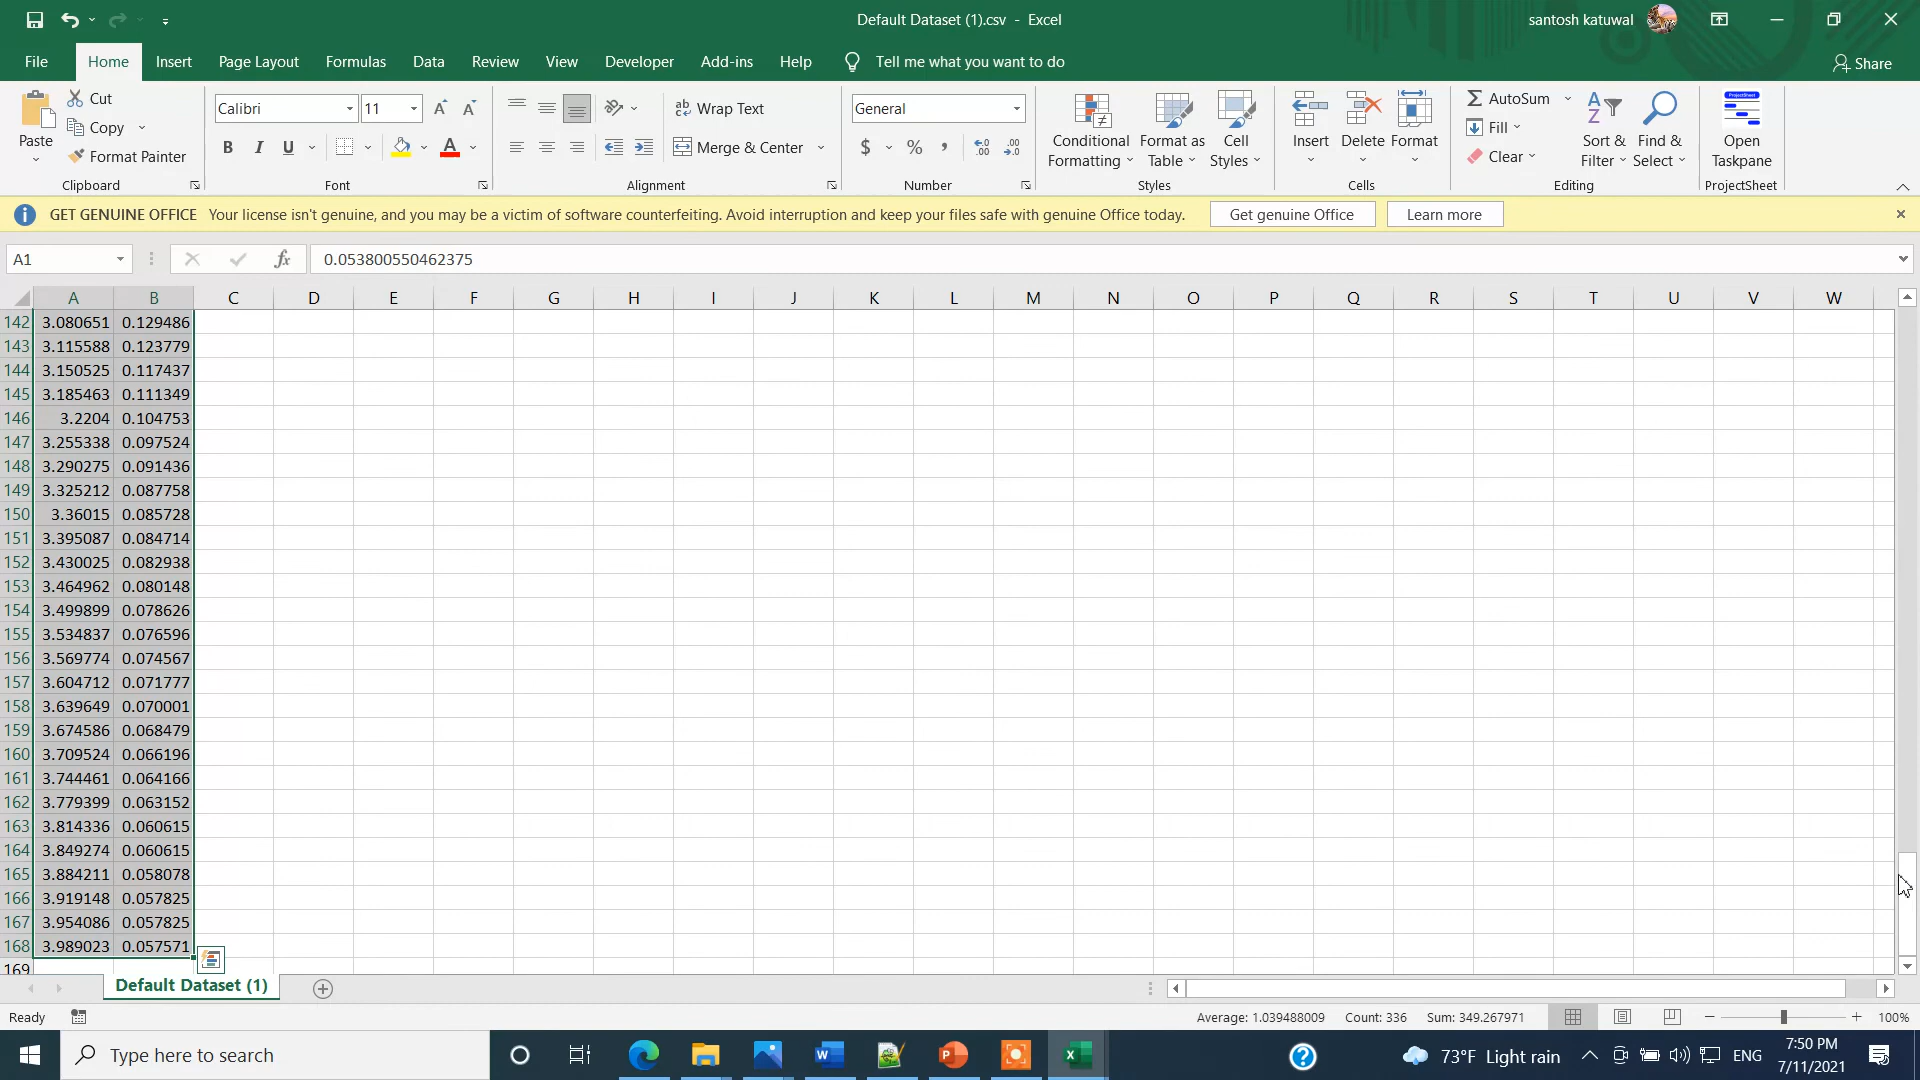 Default Dataset (1).csv - Excel
santosh katuwal
File Home Insert Page Layout Formulas Data Review View Developer Add-ins Help Tell me what you want to do Share
Paste Cut Copy Format Painter
Clipboard
Calibri 11
B I U A
Font
Wrap Text
Merge & Center
Alignment
General
$ % ,
Number
Conditional Formatting
Format as Table
Cell Styles
Styles
Insert Delete Format
Cells
AutoSum
Fill
Clear
Sort & Filter
Find & Select
Editing
Open Taskpane
ProjectSheet
GET GENUINE OFFICE Your license isn't genuine, and you may be a victim of software counterfeiting. Avoid interruption and keep your files safe with genuine Office today. Get genuine Office Learn more
A1 fx 0.053800550462375
A B C D E F G H I J K L M N O P Q R S T U V W
142 3.080651 0.129486
143 3.115588 0.123779
144 3.150525 0.117437
145 3.185463 0.111349
146 3.2204 0.104753
147 3.255338 0.097524
148 3.290275 0.091436
149 3.325212 0.087758
150 3.36015 0.085728
151 3.395087 0.084714
152 3.430025 0.082938
153 3.464962 0.080148
154 3.499899 0.078626
155 3.534837 0.076596
156 3.569774 0.074567
157 3.604712 0.071777
158 3.639649 0.070001
159 3.674586 0.068479
160 3.709524 0.066196
161 3.744461 0.064166
162 3.779399 0.063152
163 3.814336 0.060615
164 3.849274 0.060615
165 3.884211 0.058078
166 3.919148 0.057825
167 3.954086 0.057825
168 3.989023 0.057571
169
Default Dataset (1)
Ready Average: 1.039488009 Count: 336 Sum: 349.267971 100%
Type here to search 73°F Light rain ENG 7:50 PM
7/11/2021